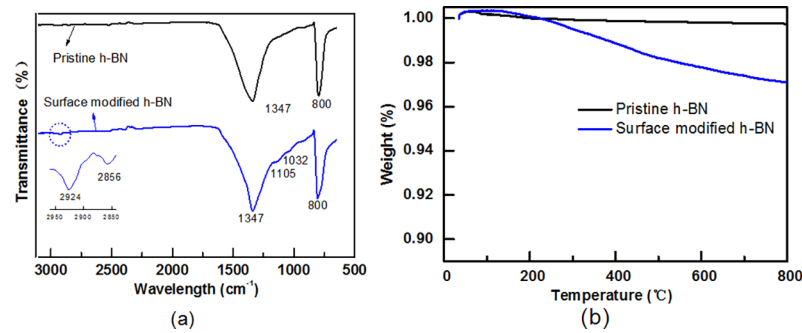 Transmittance (%)
Pristine h-BN
1347
800
Surface modified h-BN
2924
2856
2950
2900
2850
1347
1105
1032
800
3000 2500 2000 1500 1000 500
Wavelength (cm-1)
(a)
Weight (%)
1.00
0.98
0.96
0.94
0.92
0.90
Pristine h-BN
Surface modified h-BN
0 200 400 600 800
Temperature (℃)
(b)